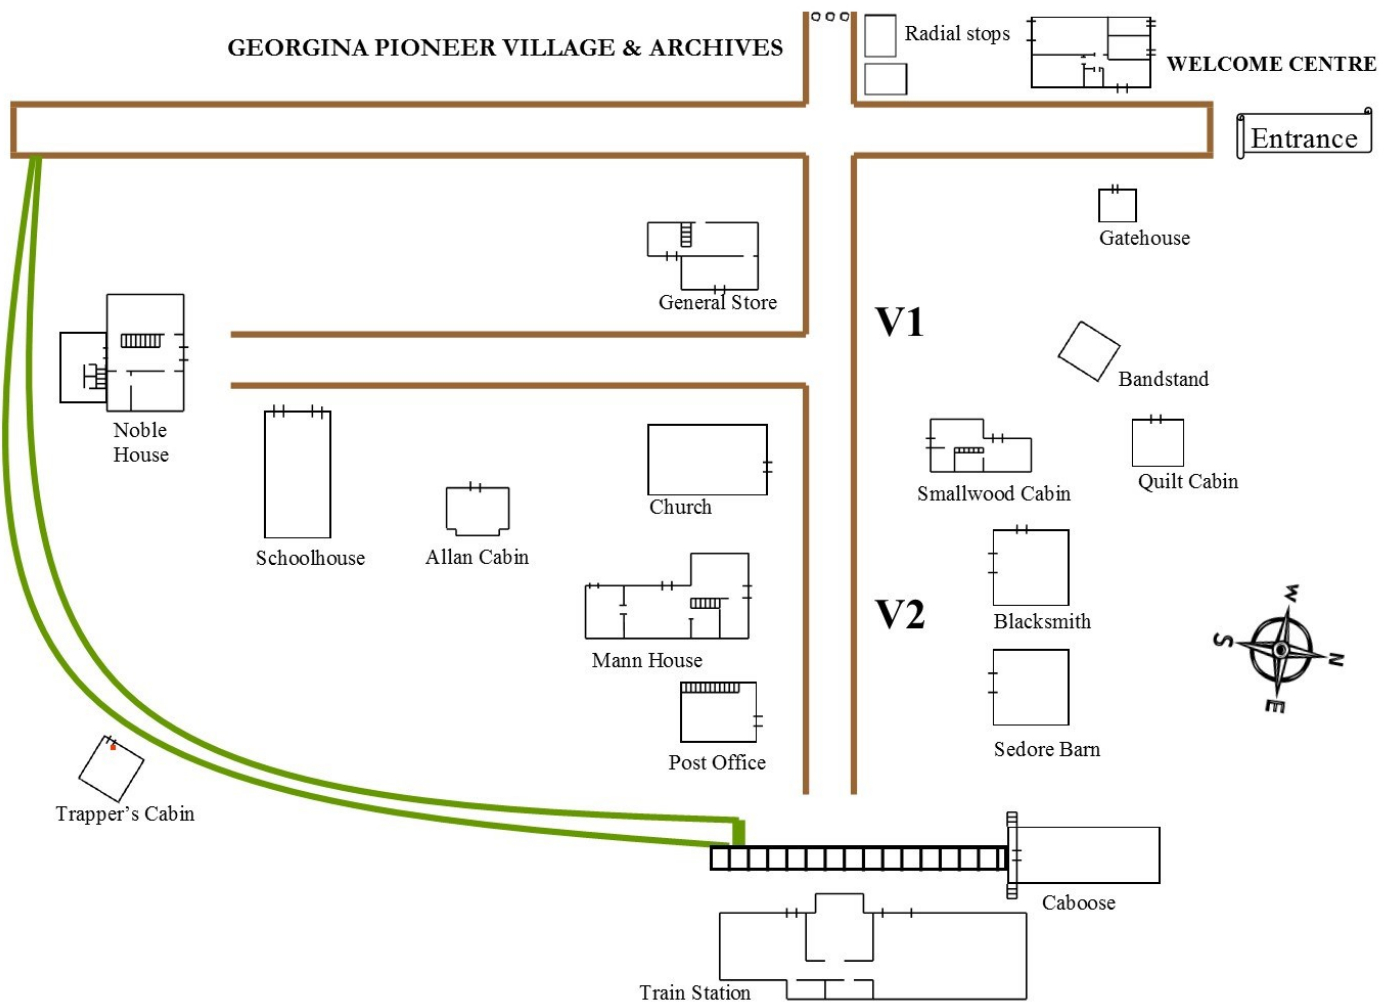 GEORGINA PIONEER VILLAGE & ARCHIVES
Radial stops
WELCOME CENTRE
Entrance
Gatehouse
General Store
V1
Bandstand
Noble
House
Quilt Cabin
Smallwood Cabin
Church
Schoolhouse
Allan Cabin
V2
Blacksmith
W
S
N
E
Mann House
Sedore Barn
Post Office
Trapper's Cabin
Caboose
Train Station